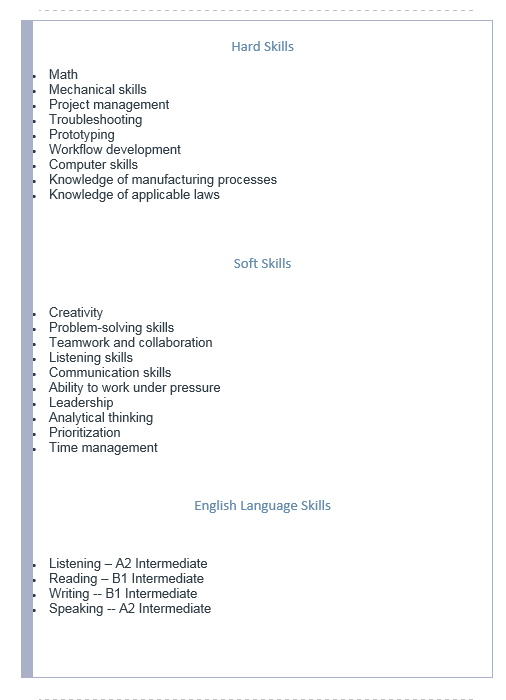 Hard Skills
• Math
• Mechanical skills
• Project management
• Troubleshooting
• Prototyping
• Workflow development
• Computer skills
• Knowledge of manufacturing processes
• Knowledge of applicable laws
Soft Skills
• Creativity
• Problem-solving skills
• Teamwork and collaboration
• Listening skills
• Communication skills
• Ability to work under pressure
• Leadership
• Analytical thinking
• Prioritization
• Time management
English Language Skills
• Listening – A2 Intermediate
• Reading – B1 Intermediate
• Writing -- B1 Intermediate
• Speaking -- A2 Intermediate